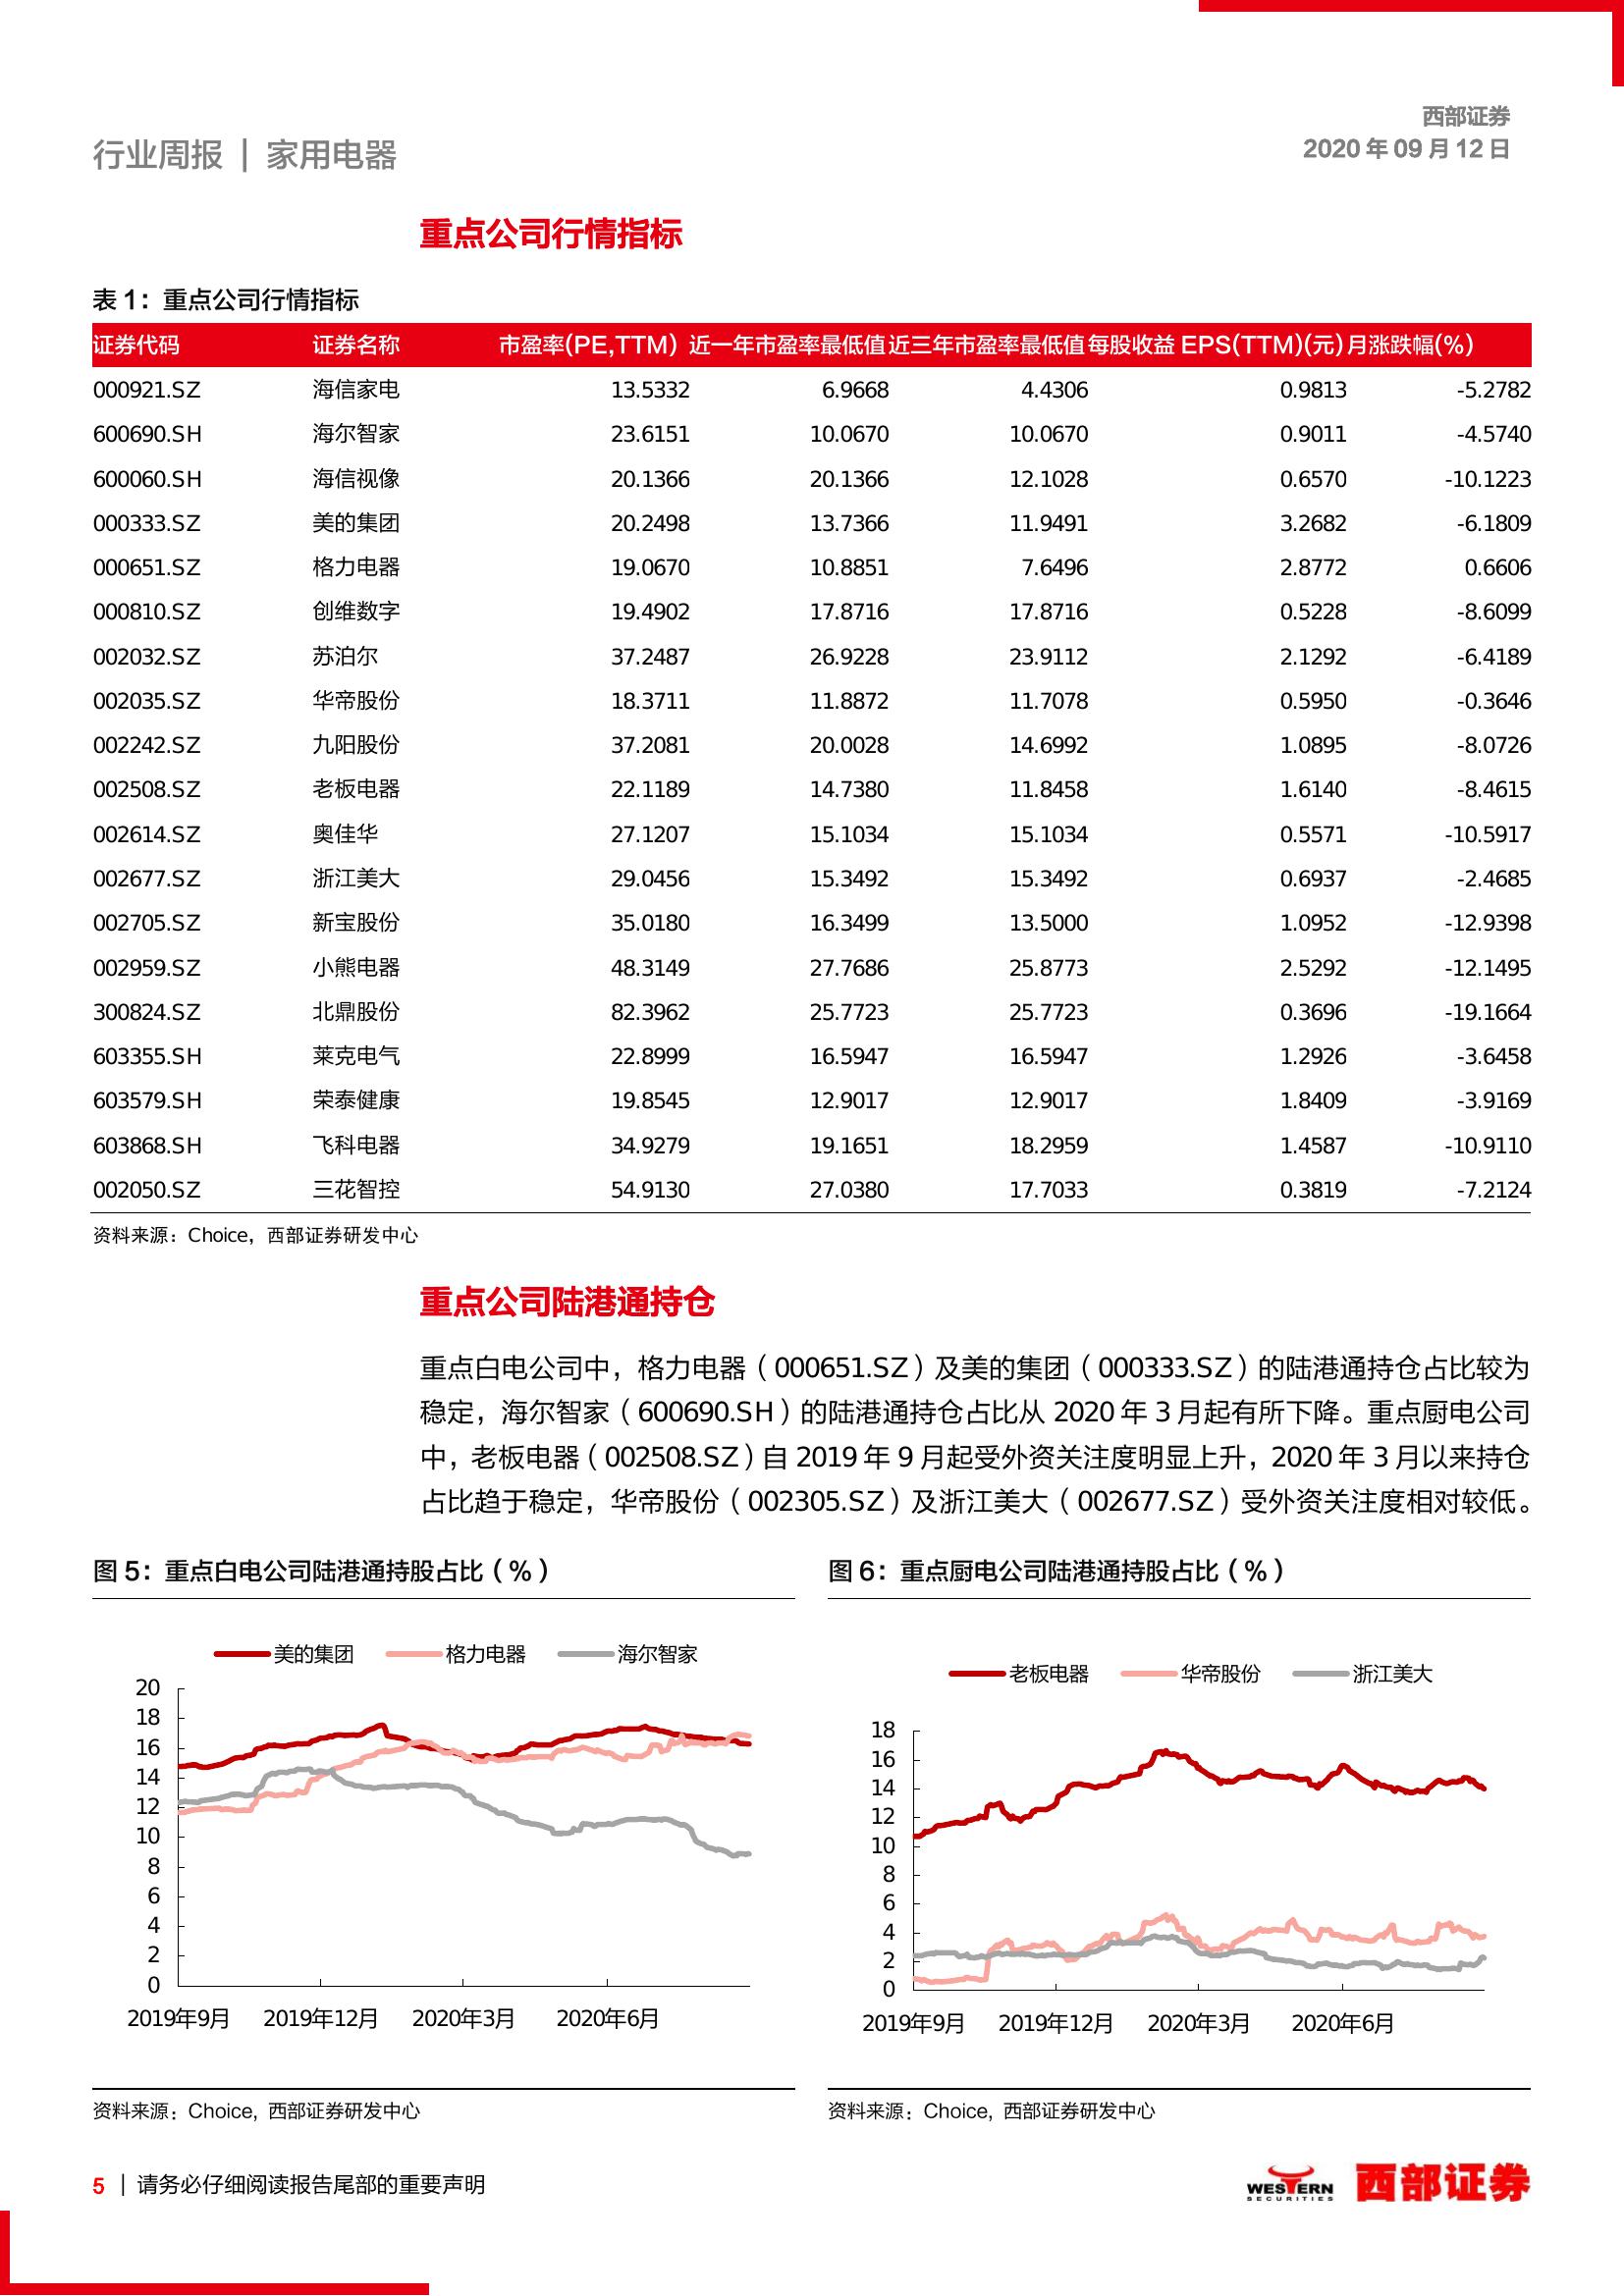 西部证券
行业周报 | 家用电器
2020 年 09 月 12 日
重点公司行情指标
表 1：重点公司行情指标
证券代码 证券名称 市盈率(PE,TTM) 近一年市盈率最低值 近三年市盈率最低值 每股收益 EPS(TTM)(元) 月涨跌幅(%)
000921.SZ 海信家电 13.5332 6.9668 4.4306 0.9813 -5.2782
600690.SH 海尔智家 23.6151 10.0670 10.0670 0.9011 -4.5740
600060.SH 海信视像 20.1366 20.1366 12.1028 0.6570 -10.1223
000333.SZ 美的集团 20.2498 13.7366 11.9491 3.2682 -6.1809
000651.SZ 格力电器 19.0670 10.8851 7.6496 2.8772 0.6606
000810.SZ 创维数字 19.4902 17.8716 17.8716 0.5228 -8.6099
002032.SZ 苏泊尔 37.2487 26.9228 23.9112 2.1292 -6.4189
002035.SZ 华帝股份 18.3711 11.8872 11.7078 0.5950 -0.3646
002242.SZ 九阳股份 37.2081 20.0028 14.6992 1.0895 -8.0726
002508.SZ 老板电器 22.1189 14.7380 11.8458 1.6140 -8.4615
002614.SZ 奥佳华 27.1207 15.1034 15.1034 0.5571 -10.5917
002677.SZ 浙江美大 29.0456 15.3492 15.3492 0.6937 -2.4685
002705.SZ 新宝股份 35.0180 16.3499 13.5000 1.0952 -12.9398
002959.SZ 小熊电器 48.3149 27.7686 25.8773 2.5292 -12.1495
300824.SZ 北鼎股份 82.3962 25.7723 25.7723 0.3696 -19.1664
603355.SH 莱克电气 22.8999 16.5947 16.5947 1.2926 -3.6458
603579.SH 荣泰健康 19.8545 12.9017 12.9017 1.8409 -3.9169
603868.SH 飞科电器 34.9279 19.1651 18.2959 1.4587 -10.9110
002050.SZ 三花智控 54.9130 27.0380 17.7033 0.3819 -7.2124
资料来源：Choice，西部证券研发中心
重点公司陆港通持仓
重点白电公司中，格力电器（000651.SZ）及美的集团（000333.SZ）的陆港通持仓占比较为
稳定，海尔智家（600690.SH）的陆港通持仓占比从 2020 年 3 月起有所下降。重点厨电公司
中，老板电器（002508.SZ）自 2019 年 9 月起受外资关注度明显上升，2020 年 3 月以来持仓
占比趋于稳定，华帝股份（002305.SZ）及浙江美大（002677.SZ）受外资关注度相对较低。
图 5：重点白电公司陆港通持股占比（%）
美的集团 格力电器 海尔智家
20
18
16
14
12
10
8
6
4
2
0
2019年9月 2019年12月 2020年3月 2020年6月
资料来源：Choice，西部证券研发中心
图 6：重点厨电公司陆港通持股占比（%）
老板电器 华帝股份 浙江美大
18
16
14
12
10
8
6
4
2
0
2019年9月 2019年12月 2020年3月 2020年6月
资料来源：Choice，西部证券研发中心
5 | 请务必仔细阅读报告尾部的重要声明
WESTERN
SECURITIES
西部证券